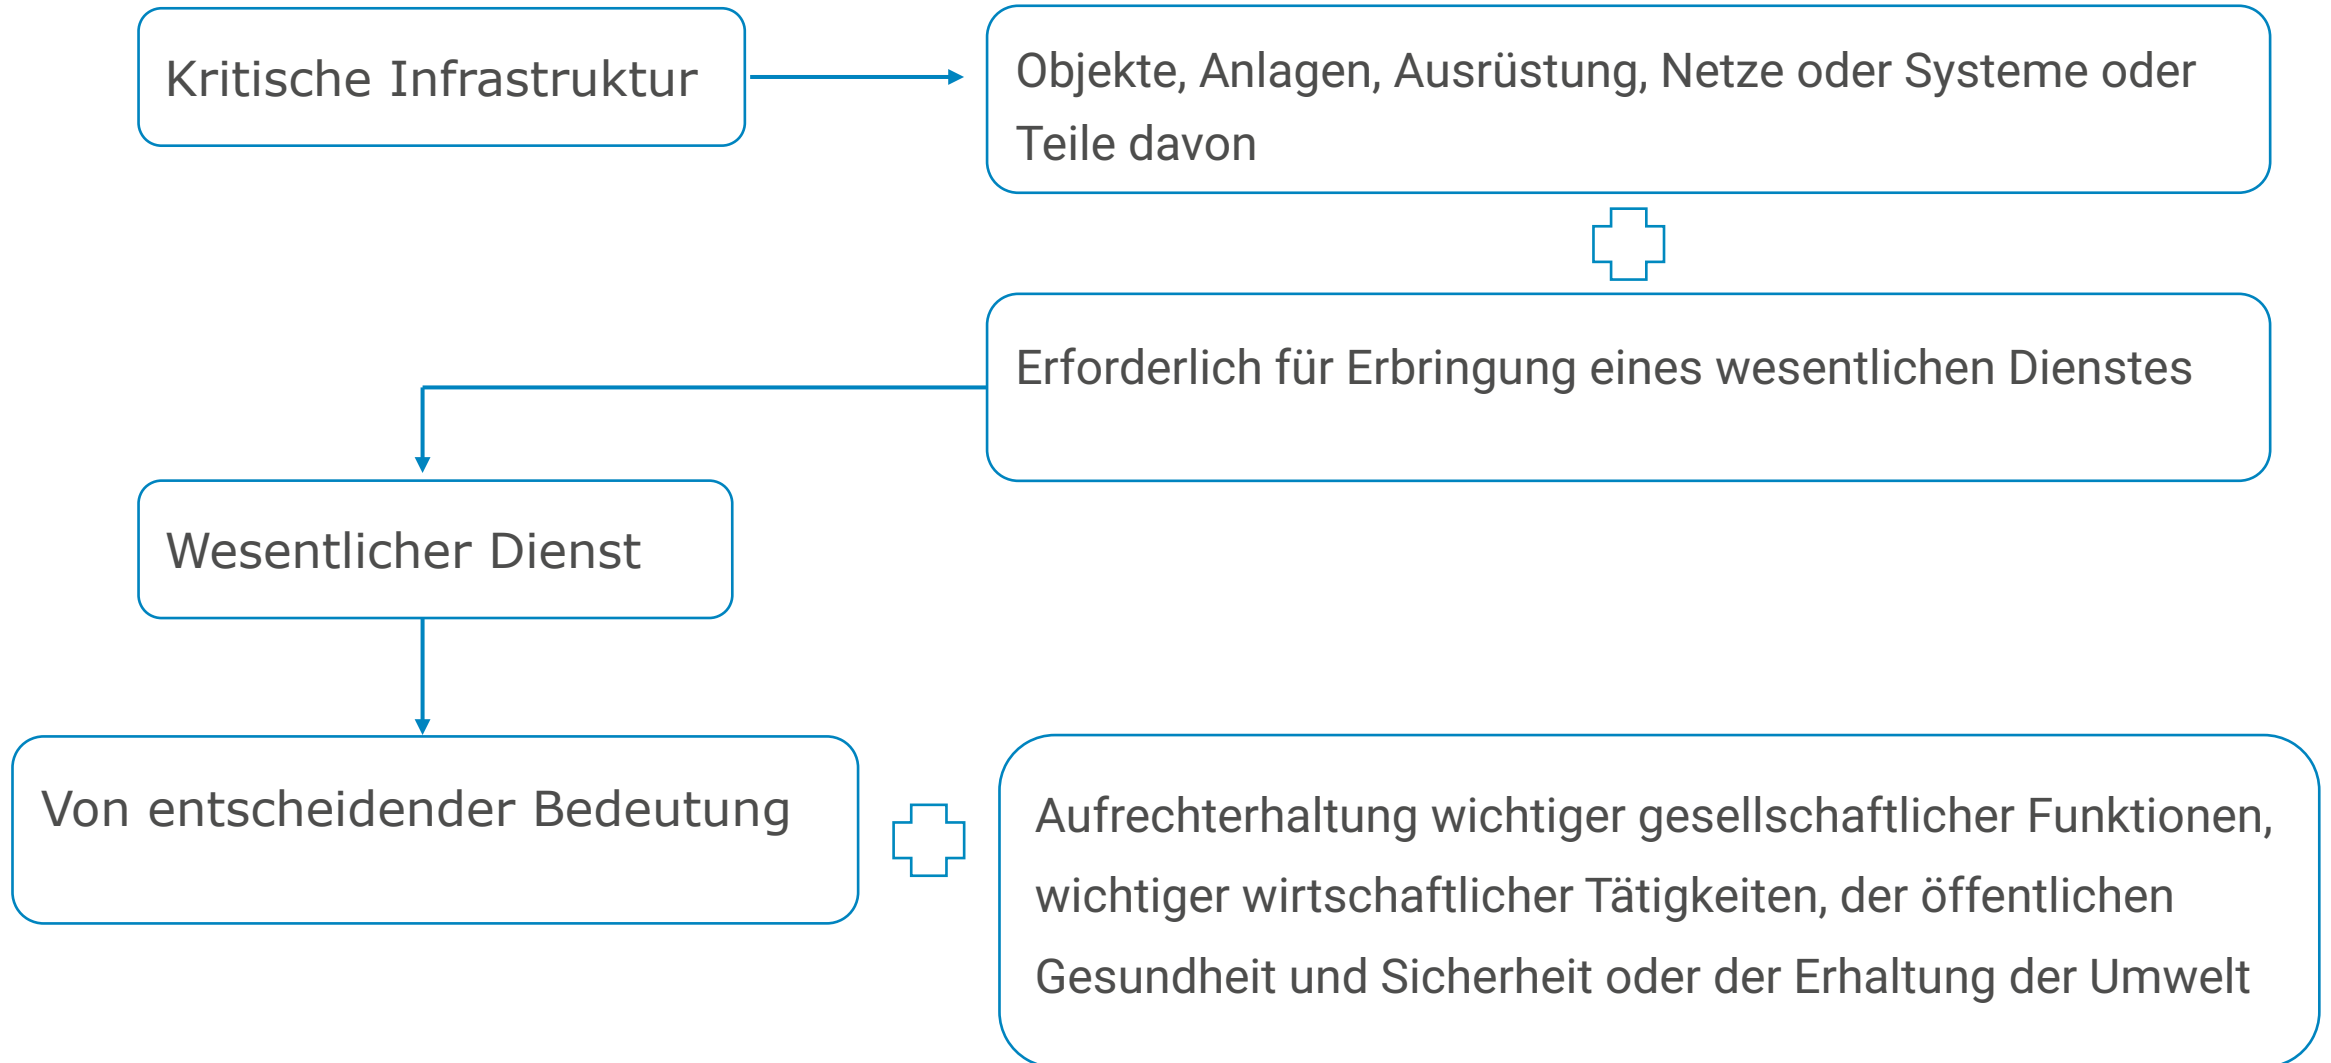 Kritische Infrastruktur
Objekte, Anlagen, Ausrüstung, Netze oder Systeme oder
Teile davon
Erforderlich für Erbringung eines wesentlichen Dienstes
Wesentlicher Dienst
Von entscheidender Bedeutung
Aufrechterhaltung wichtiger gesellschaftlicher Funktionen,
wichtiger wirtschaftlicher Tätigkeiten, der öffentlichen
Gesundheit und Sicherheit oder der Erhaltung der Umwelt